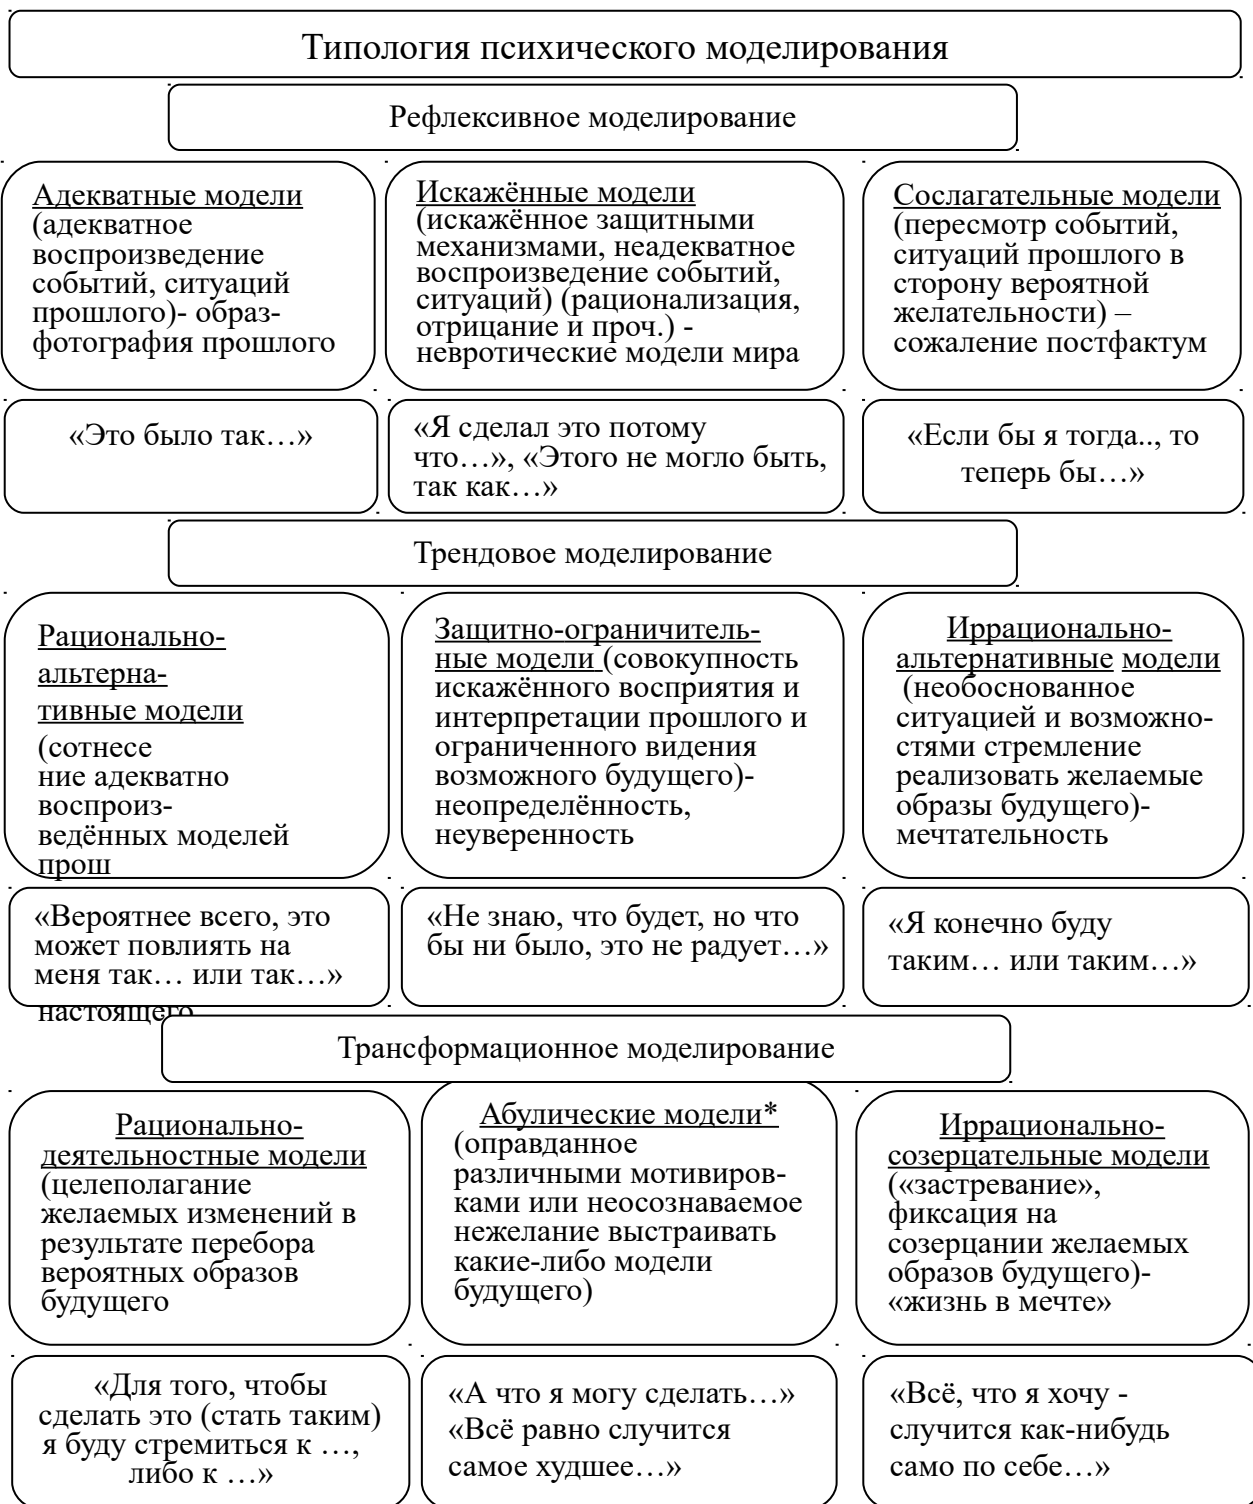 Типология психического моделирования
Рефлексивное моделирование
Адекватные модели
(адекватное
воспроизведение
событий, ситуаций
прошлого)- образ-
фотография прошлого
Искажённые модели
(искажённое защитными
механизмами, неадекватное
воспроизведение событий,
ситуаций) (рационализация,
отрицание и проч.) -
невротические модели мира
Сослагательные модели
(пересмотр событий,
ситуаций прошлого в
сторону вероятной
желательности) –
сожаление постфактум
«Это было так…»
«Я сделал это потому
что…», «Этого не могло быть,
так как…»
«Если бы я тогда.., то
теперь бы…»
Трендовое моделирование
Рационально-
альтерна-
тивные модели
(сотнесе
ние адекватно
воспроиз-
ведённых моделей
прош
Защитно-ограничитель-
ные модели (совокупность
искажённого восприятия и
интерпретации прошлого и
ограниченного видения
возможного будущего)-
неопределённость,
неуверенность
Иррационально-
альтернативные модели
(необоснованное
ситуацией и возможно-
стями стремление
реализовать желаемые
образы будущего)-
мечтательность
«Вероятнее всего, это
может повлиять на
меня так… или так…»
настоящего
«Не знаю, что будет, но что
бы ни было, это не радует…»
«Я конечно буду
таким… или таким…»
Трансформационное моделирование
Рационально-
деятельностные модели
(целеполагание
желаемых изменений в
результате перебора
вероятных образов
будущего
Абулические модели*
(оправданное
различными мотивиров-
ками или неосознаваемое
нежелание выстраивать
какие-либо модели
будущего)
Иррационально-
созерцательные модели
(«застревание»,
фиксация на
созерцании желаемых
образов будущего)-
«жизнь в мечте»
«Для того, чтобы
сделать это (стать таким)
я буду стремиться к …,
либо к …»
«А что я могу сделать…»
«Всё равно случится
самое худшее…»
«Всё, что я хочу -
случится как-нибудь
само по себе…»